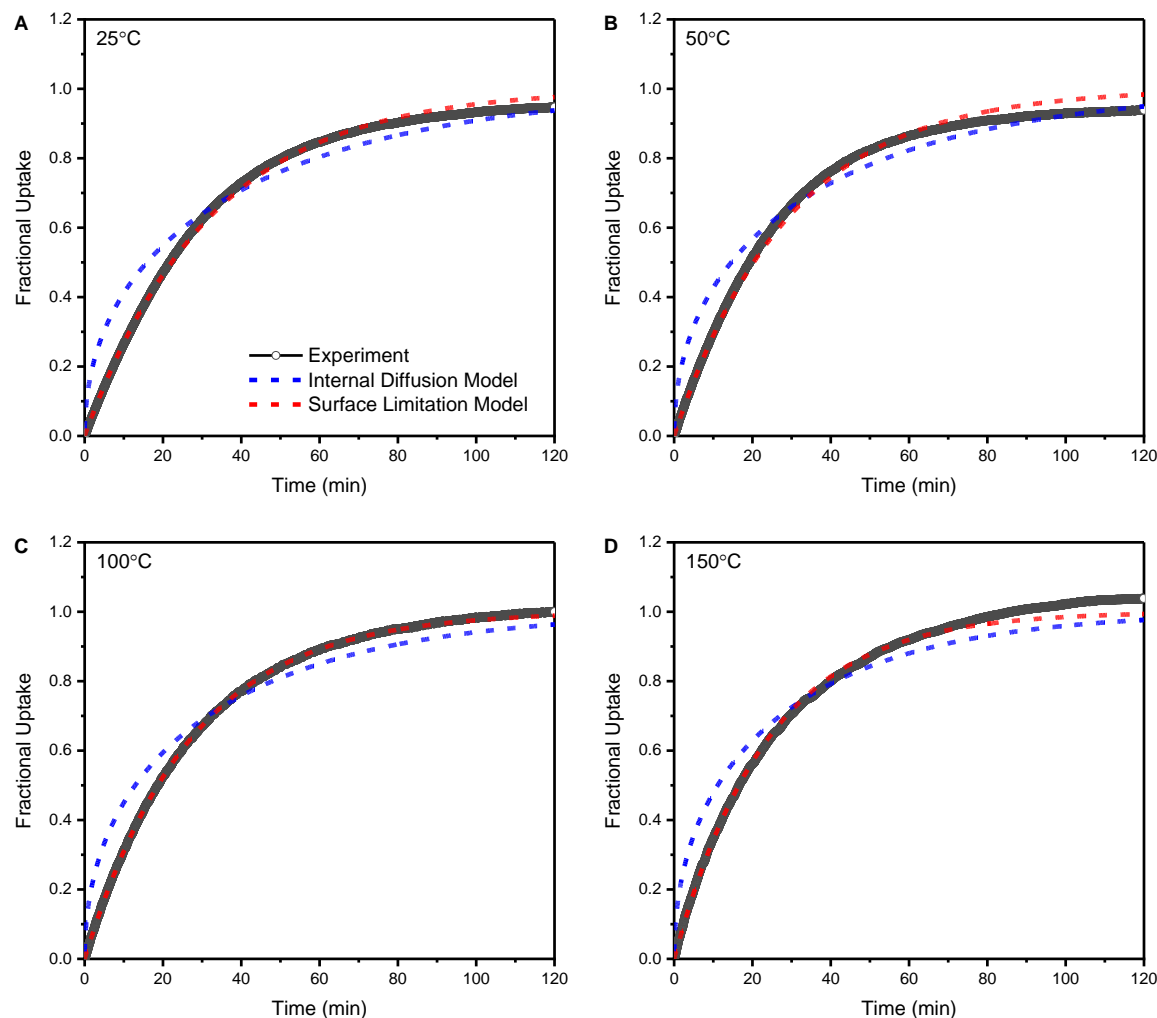 A
25°C
1.2
1.0
0.8
0.6
0.4
0.2
0.0
Fractional Uptake
Experiment
Internal Diffusion Model
Surface Limitation Model
0 20 40 60 80 100 120
Time (min)
B
50°C
1.2
1.0
0.8
0.6
0.4
0.2
0.0
Fractional Uptake
0 20 40 60 80 100 120
Time (min)
C
100°C
1.2
1.0
0.8
0.6
0.4
0.2
0.0
Fractional Uptake
0 20 40 60 80 100 120
Time (min)
D
150°C
1.2
1.0
0.8
0.6
0.4
0.2
0.0
Fractional Uptake
0 20 40 60 80 100 120
Time (min)